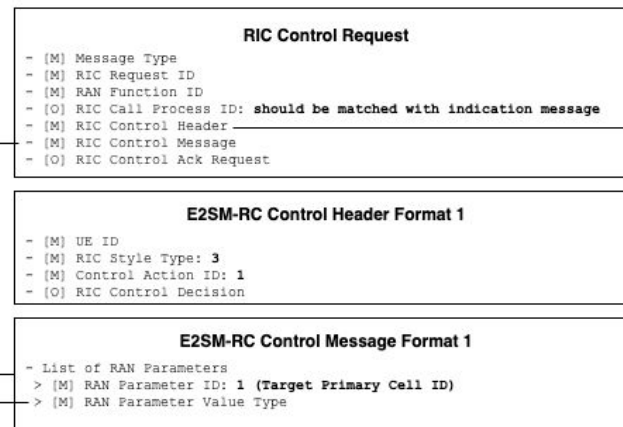 RIC Control Request
- [M] Message Type
- [M] RIC Request ID
- [M] RAN Function ID
- [O] RIC Call Process ID: should be matched with indication message
- [M] RIC Control Header
- [M] RIC Control Message
- [O] RIC Control Ack Request
E2SM-RC Control Header Format 1
- [M] UE ID
- [M] RIC Style Type: 3
- [M] Control Action ID: 1
- [O] RIC Control Decision
E2SM-RC Control Message Format 1
- List of RAN Parameters
> [M] RAN Parameter ID: 1 (Target Primary Cell ID)
> [M] RAN Parameter Value Type